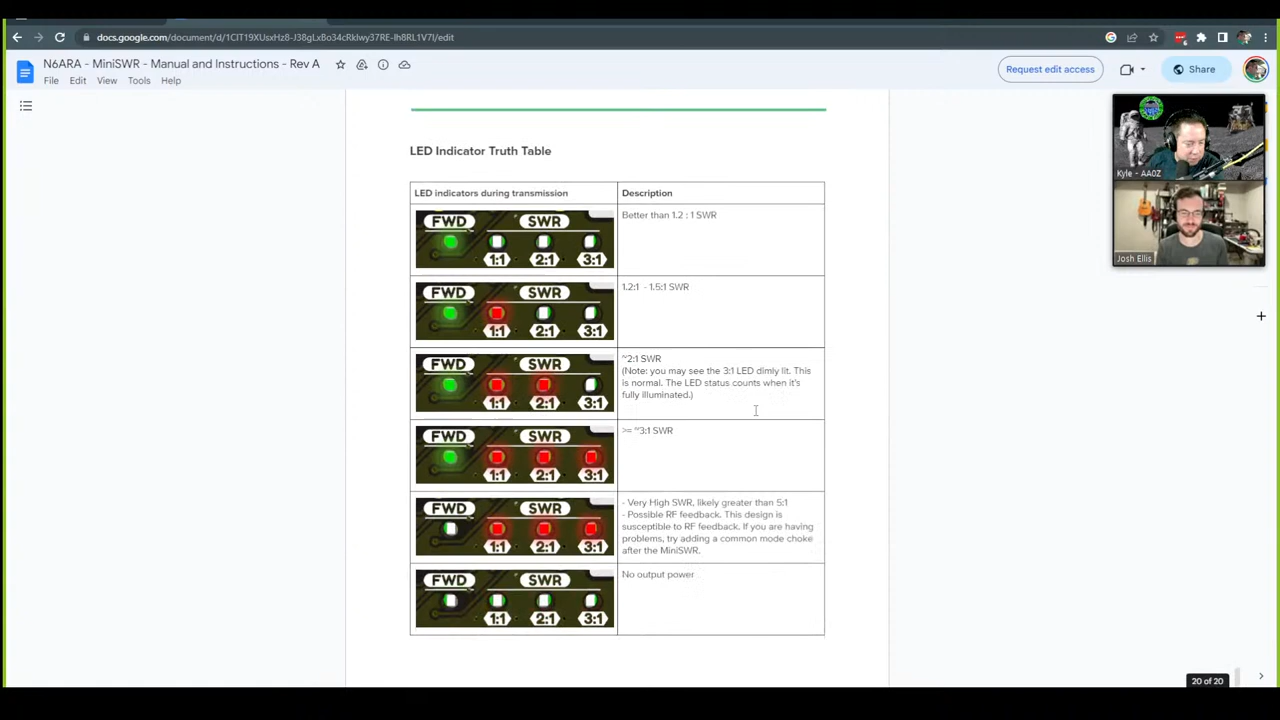 docs.google.com/document/d/1CIT19XUsxHz8-J38gLxBo34cRkIwy37RE-Ih8RL1V7I/edit
N6ARA - MiniSWR - Manual and Instructions - Rev A
File Edit View Tools Help
Request edit access
Share
Kyle - AA0Z
Josh Ellis
LED Indicator Truth Table
LED indicators during transmission Description
FWD SWR
1:1 2:1 3:1
Better than 1.2 : 1 SWR
FWD SWR
1:1 2:1 3:1
1.2:1 - 1.5:1 SWR
FWD SWR
1:1 2:1 3:1
~2:1 SWR
(Note: you may see the 3:1 LED dimly lit. This
is normal. The LED status counts when it's
fully illuminated.)
FWD SWR
1:1 2:1 3:1
>= ~3:1 SWR
FWD SWR
1:1 2:1 3:1
- Very High SWR, likely greater than 5:1
- Possible RF feedback. This design is
susceptible to RF feedback. If you are having
problems, try adding a common mode choke
after the MiniSWR.
FWD SWR
1:1 2:1 3:1
No output power
20 of 20